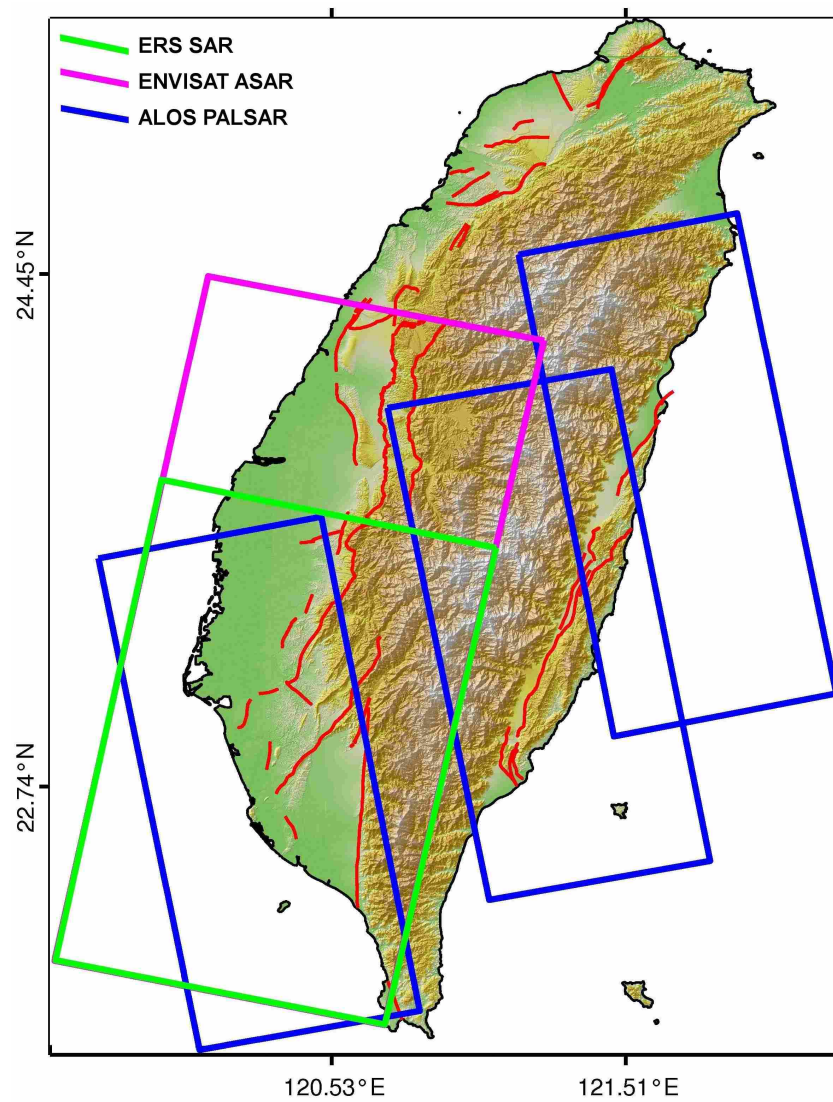 ERS SAR
ENVISAT ASAR
ALOS PALSAR
24.45°N
22.74°N
120.53°E
121.51°E